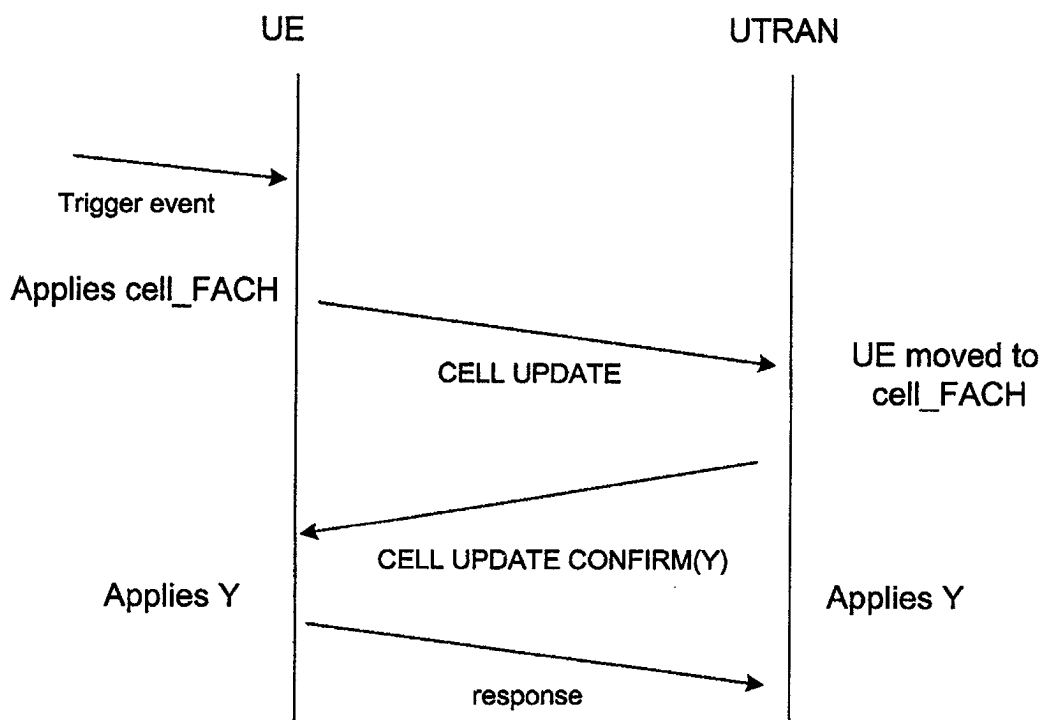 UE
UTRAN
Trigger event
Applies cell_FACH
CELL UPDATE
UE moved to
cell_FACH
CELL UPDATE CONFIRM(Y)
Applies Y
Applies Y
response